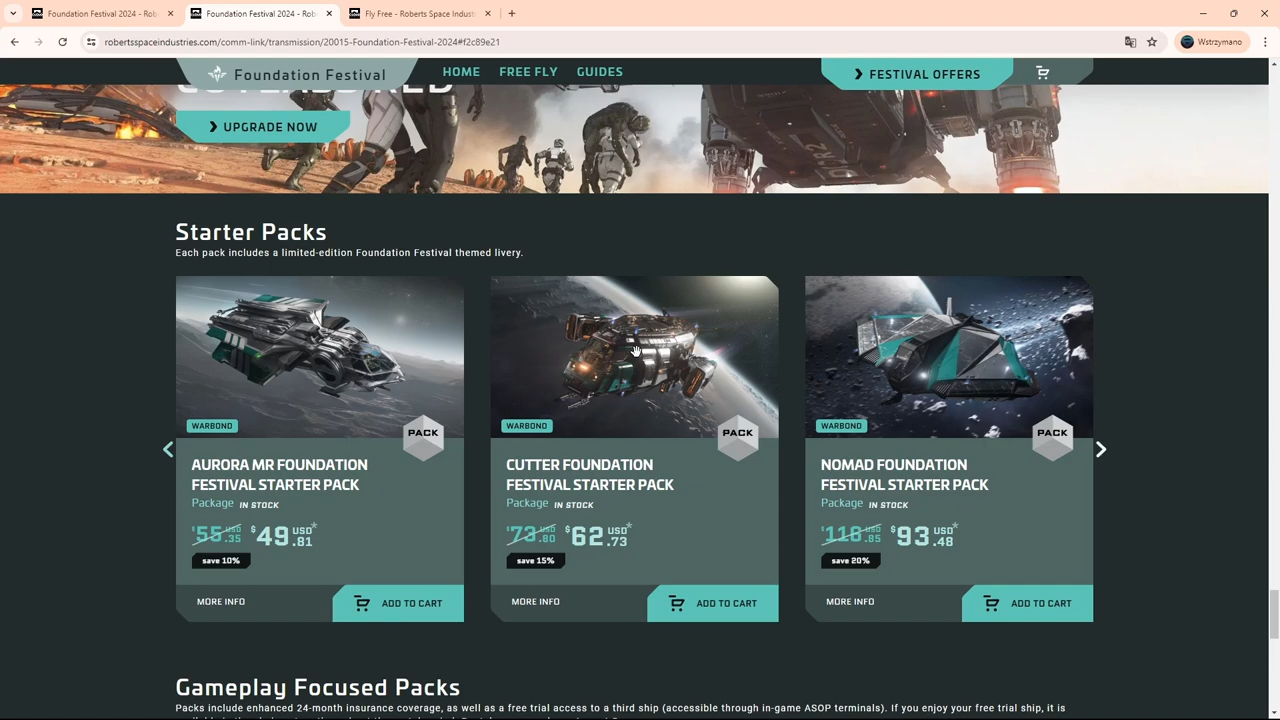 Foundation Festival 2024 - Rob
Foundation Festival 2024 - Rob
Fly Free - Roberts Space Indust
robertsspaceindustries.com/comm-link/transmission/20015-Foundation-Festival-2024#f2c89e21
Wstrzymano
Foundation Festival
HOME
FREE FLY
GUIDES
FESTIVAL OFFERS
UPGRADE NOW
Starter Packs
Each pack includes a limited-edition Foundation Festival themed livery.
WARBOND
PACK
AURORA MR FOUNDATION
FESTIVAL STARTER PACK
Package IN STOCK
$55.35 USD $49.81 USD*
save 10%
MORE INFO
ADD TO CART
WARBOND
PACK
CUTTER FOUNDATION
FESTIVAL STARTER PACK
Package IN STOCK
$73.80 USD $62.73 USD*
save 15%
MORE INFO
ADD TO CART
WARBOND
PACK
NOMAD FOUNDATION
FESTIVAL STARTER PACK
Package IN STOCK
$116.85 USD $93.48 USD*
save 20%
MORE INFO
ADD TO CART
Gameplay Focused Packs
Packs include enhanced 24-month insurance coverage, as well as a free trial access to a third ship (accessible through in-game ASOP terminals). If you enjoy your free trial ship, it is